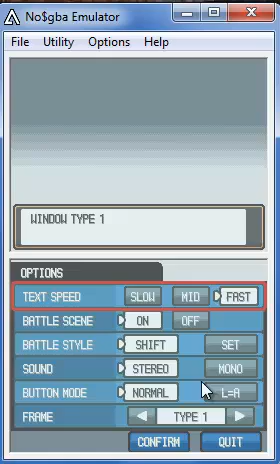 No$gba Emulator
File Utility Options Help
WINDOW TYPE 1
OPTIONS
TEXT SPEED SLOW MID FAST
BATTLE SCENE ON OFF
BATTLE STYLE SHIFT SET
SOUND STEREO MONO
BUTTON MODE NORMAL L=A
FRAME TYPE 1
CONFIRM QUIT